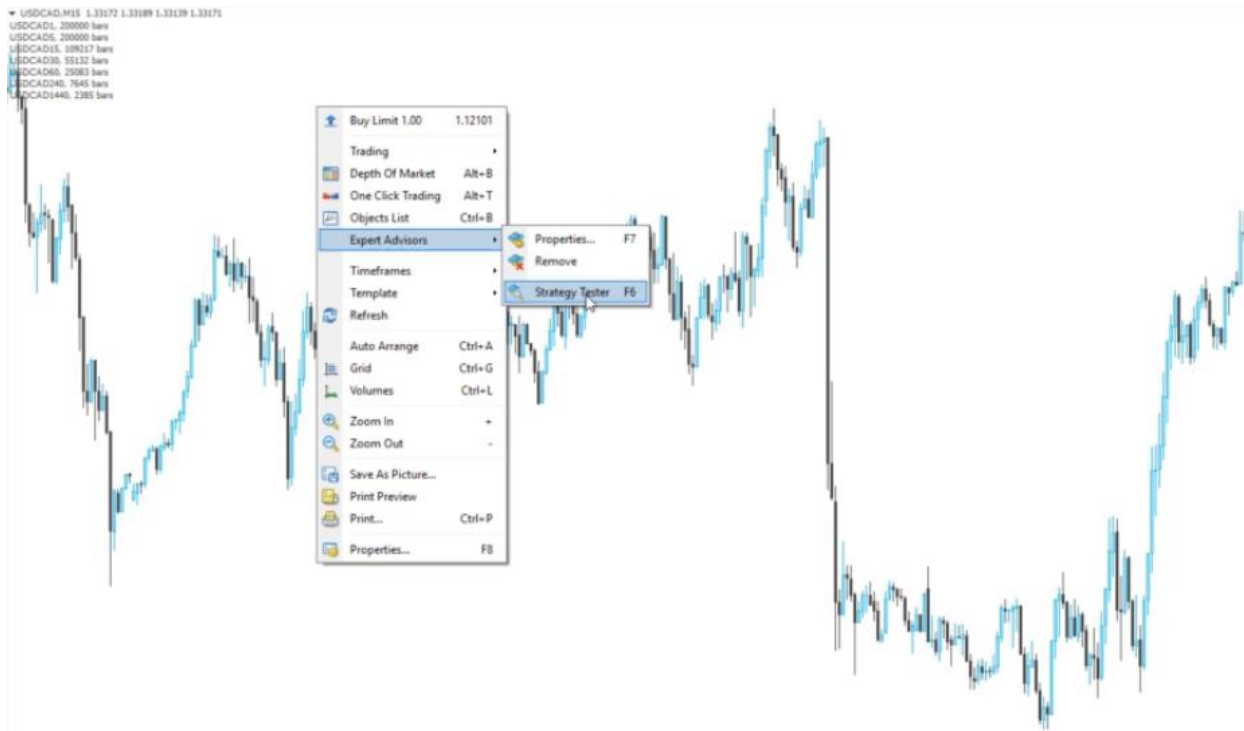 USDCAD,M15 1.33172 1.33189 1.33139 1.33171
USDCAD1, 200000 bars
USDCAD5, 200000 bars
USDCAD15, 109217 bars
USDCAD30, 55132 bars
USDCAD60, 25083 bars
USDCAD240, 7645 bars
USDCAD1440, 2385 bars
Buy Limit 1.00 1.12101
Trading
Depth Of Market Alt+B
One Click Trading Alt+T
Objects List Ctrl+B
Expert Advisors
Properties... F7
Remove
Strategy Tester F6
Timeframes
Template
Refresh
Auto Arrange Ctrl+A
Grid Ctrl+G
Volumes Ctrl+L
Zoom In +
Zoom Out -
Save As Picture...
Print Preview
Print... Ctrl+P
Properties... F8